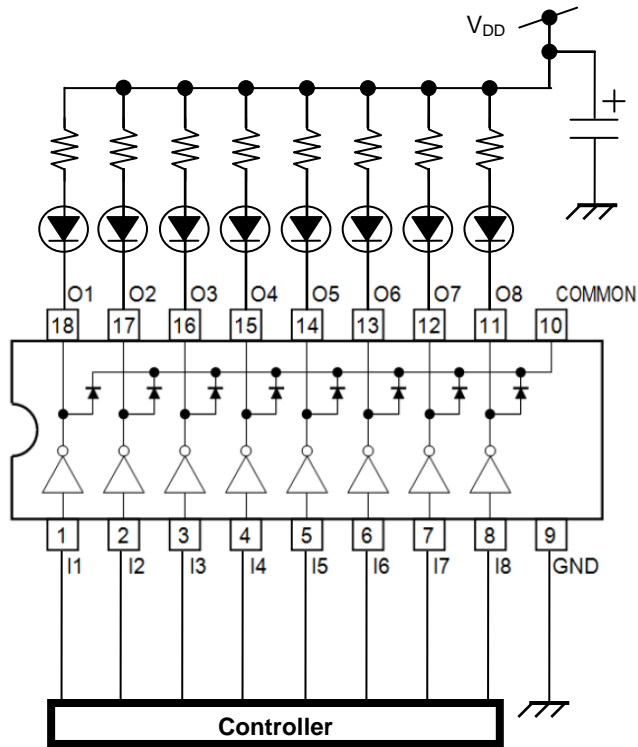 VDD
+
O1 O2 O3 O4 O5 O6 O7 O8 COMMON
18 17 16 15 14 13 12 11 10
1 2 3 4 5 6 7 8 9
I1 I2 I3 I4 I5 I6 I7 I8 GND
Controller